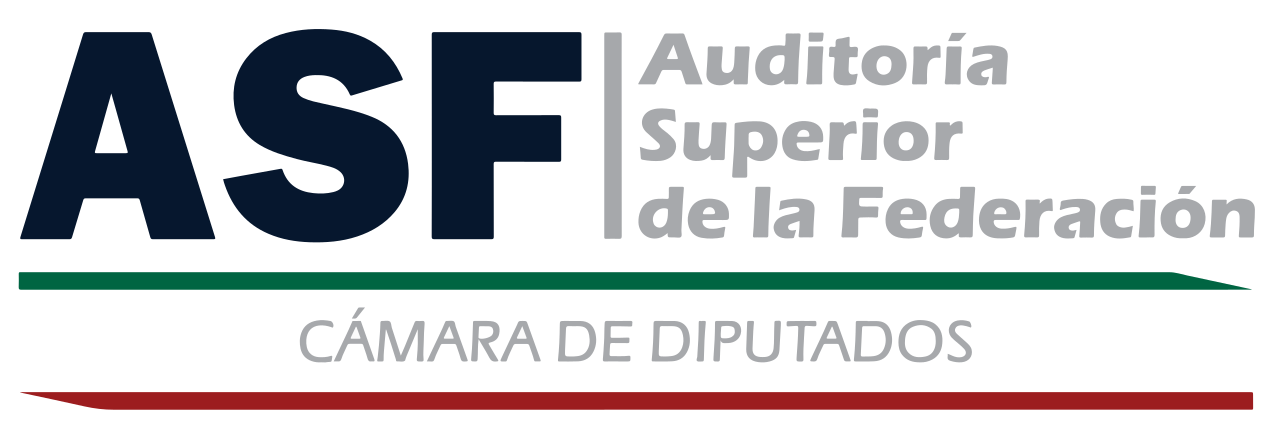 ASF
Auditoría
Superior
de la Federación
CÁMARA DE DIPUTADOS